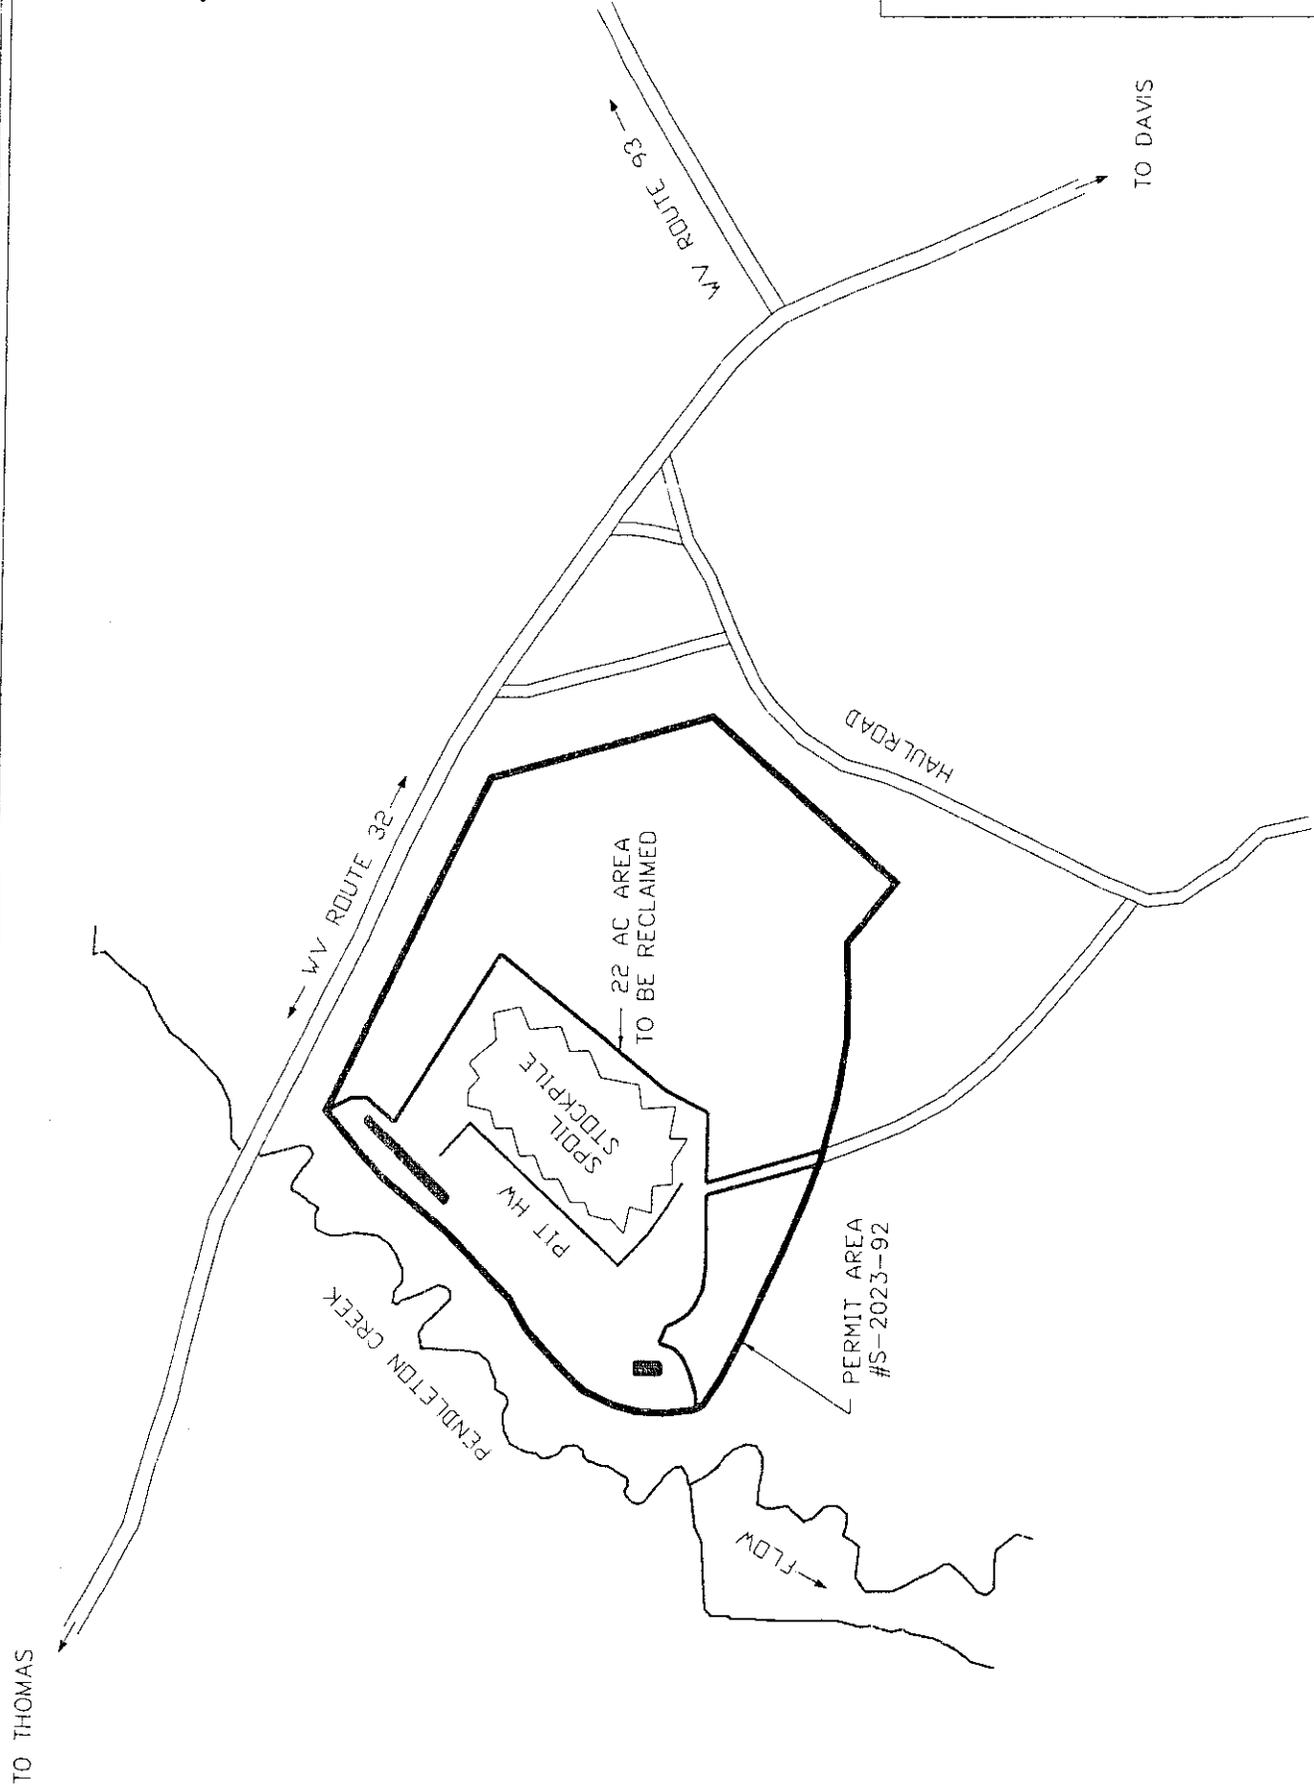 TO THOMAS
WV ROUTE 32
WV ROUTE 93
TO DAVIS
HAULROAD
22 AC AREA
TO BE RECLAIMED
SPOIL
STOCKPILE
PIT HW
PENDLETON CREEK
FLOW
PERMIT AREA
#S-2023-92